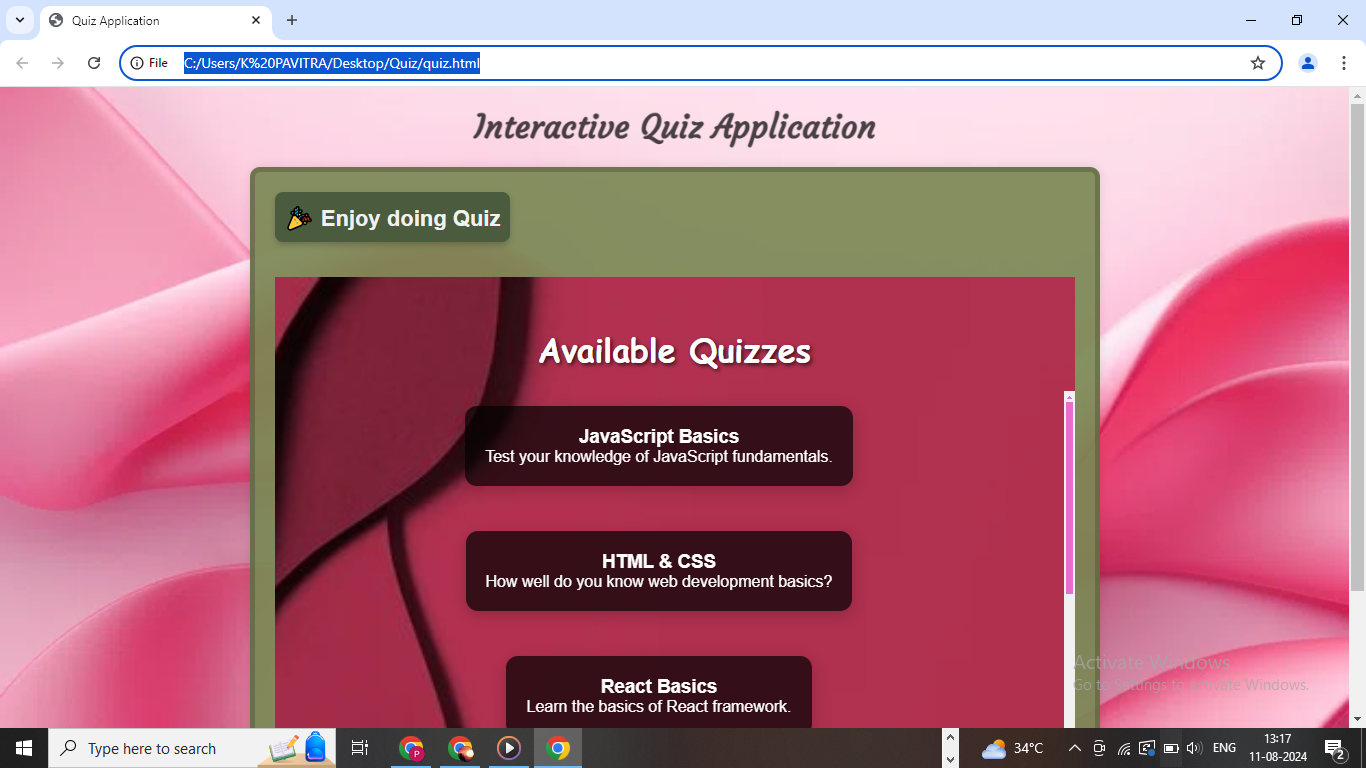 Quiz Application
File
C:/Users/K%20PAVITRA/Desktop/Quiz/quiz.html
Interactive Quiz Application
Enjoy doing Quiz
Available Quizzes
JavaScript Basics
Test your knowledge of JavaScript fundamentals.
HTML & CSS
How well do you know web development basics?
React Basics
Learn the basics of React framework.
Activate Windows
Go to Settings to activate Windows.
Type here to search
P
34°C
ENG
13:17
11-08-2024
2